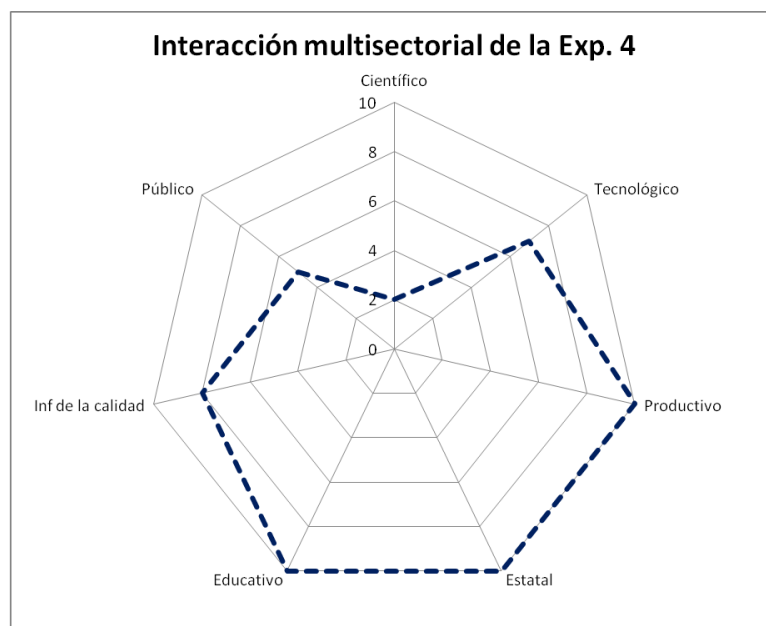 Interacción multisectorial de la Exp. 4
Científico
10
8
6
4
2
0
Tecnológico
Productivo
Estatal
Educativo
Inf de la calidad
Público